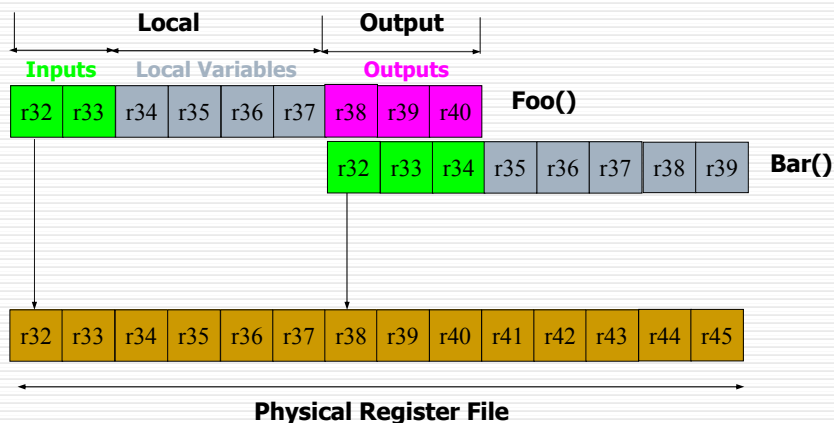 Local Output
Inputs Local Variables Outputs
r32 r33 r34 r35 r36 r37 r38 r39 r40 Foo()
r32 r33 r34 r35 r36 r37 r38 r39 Bar()
r32 r33 r34 r35 r36 r37 r38 r39 r40 r41 r42 r43 r44 r45
Physical Register File